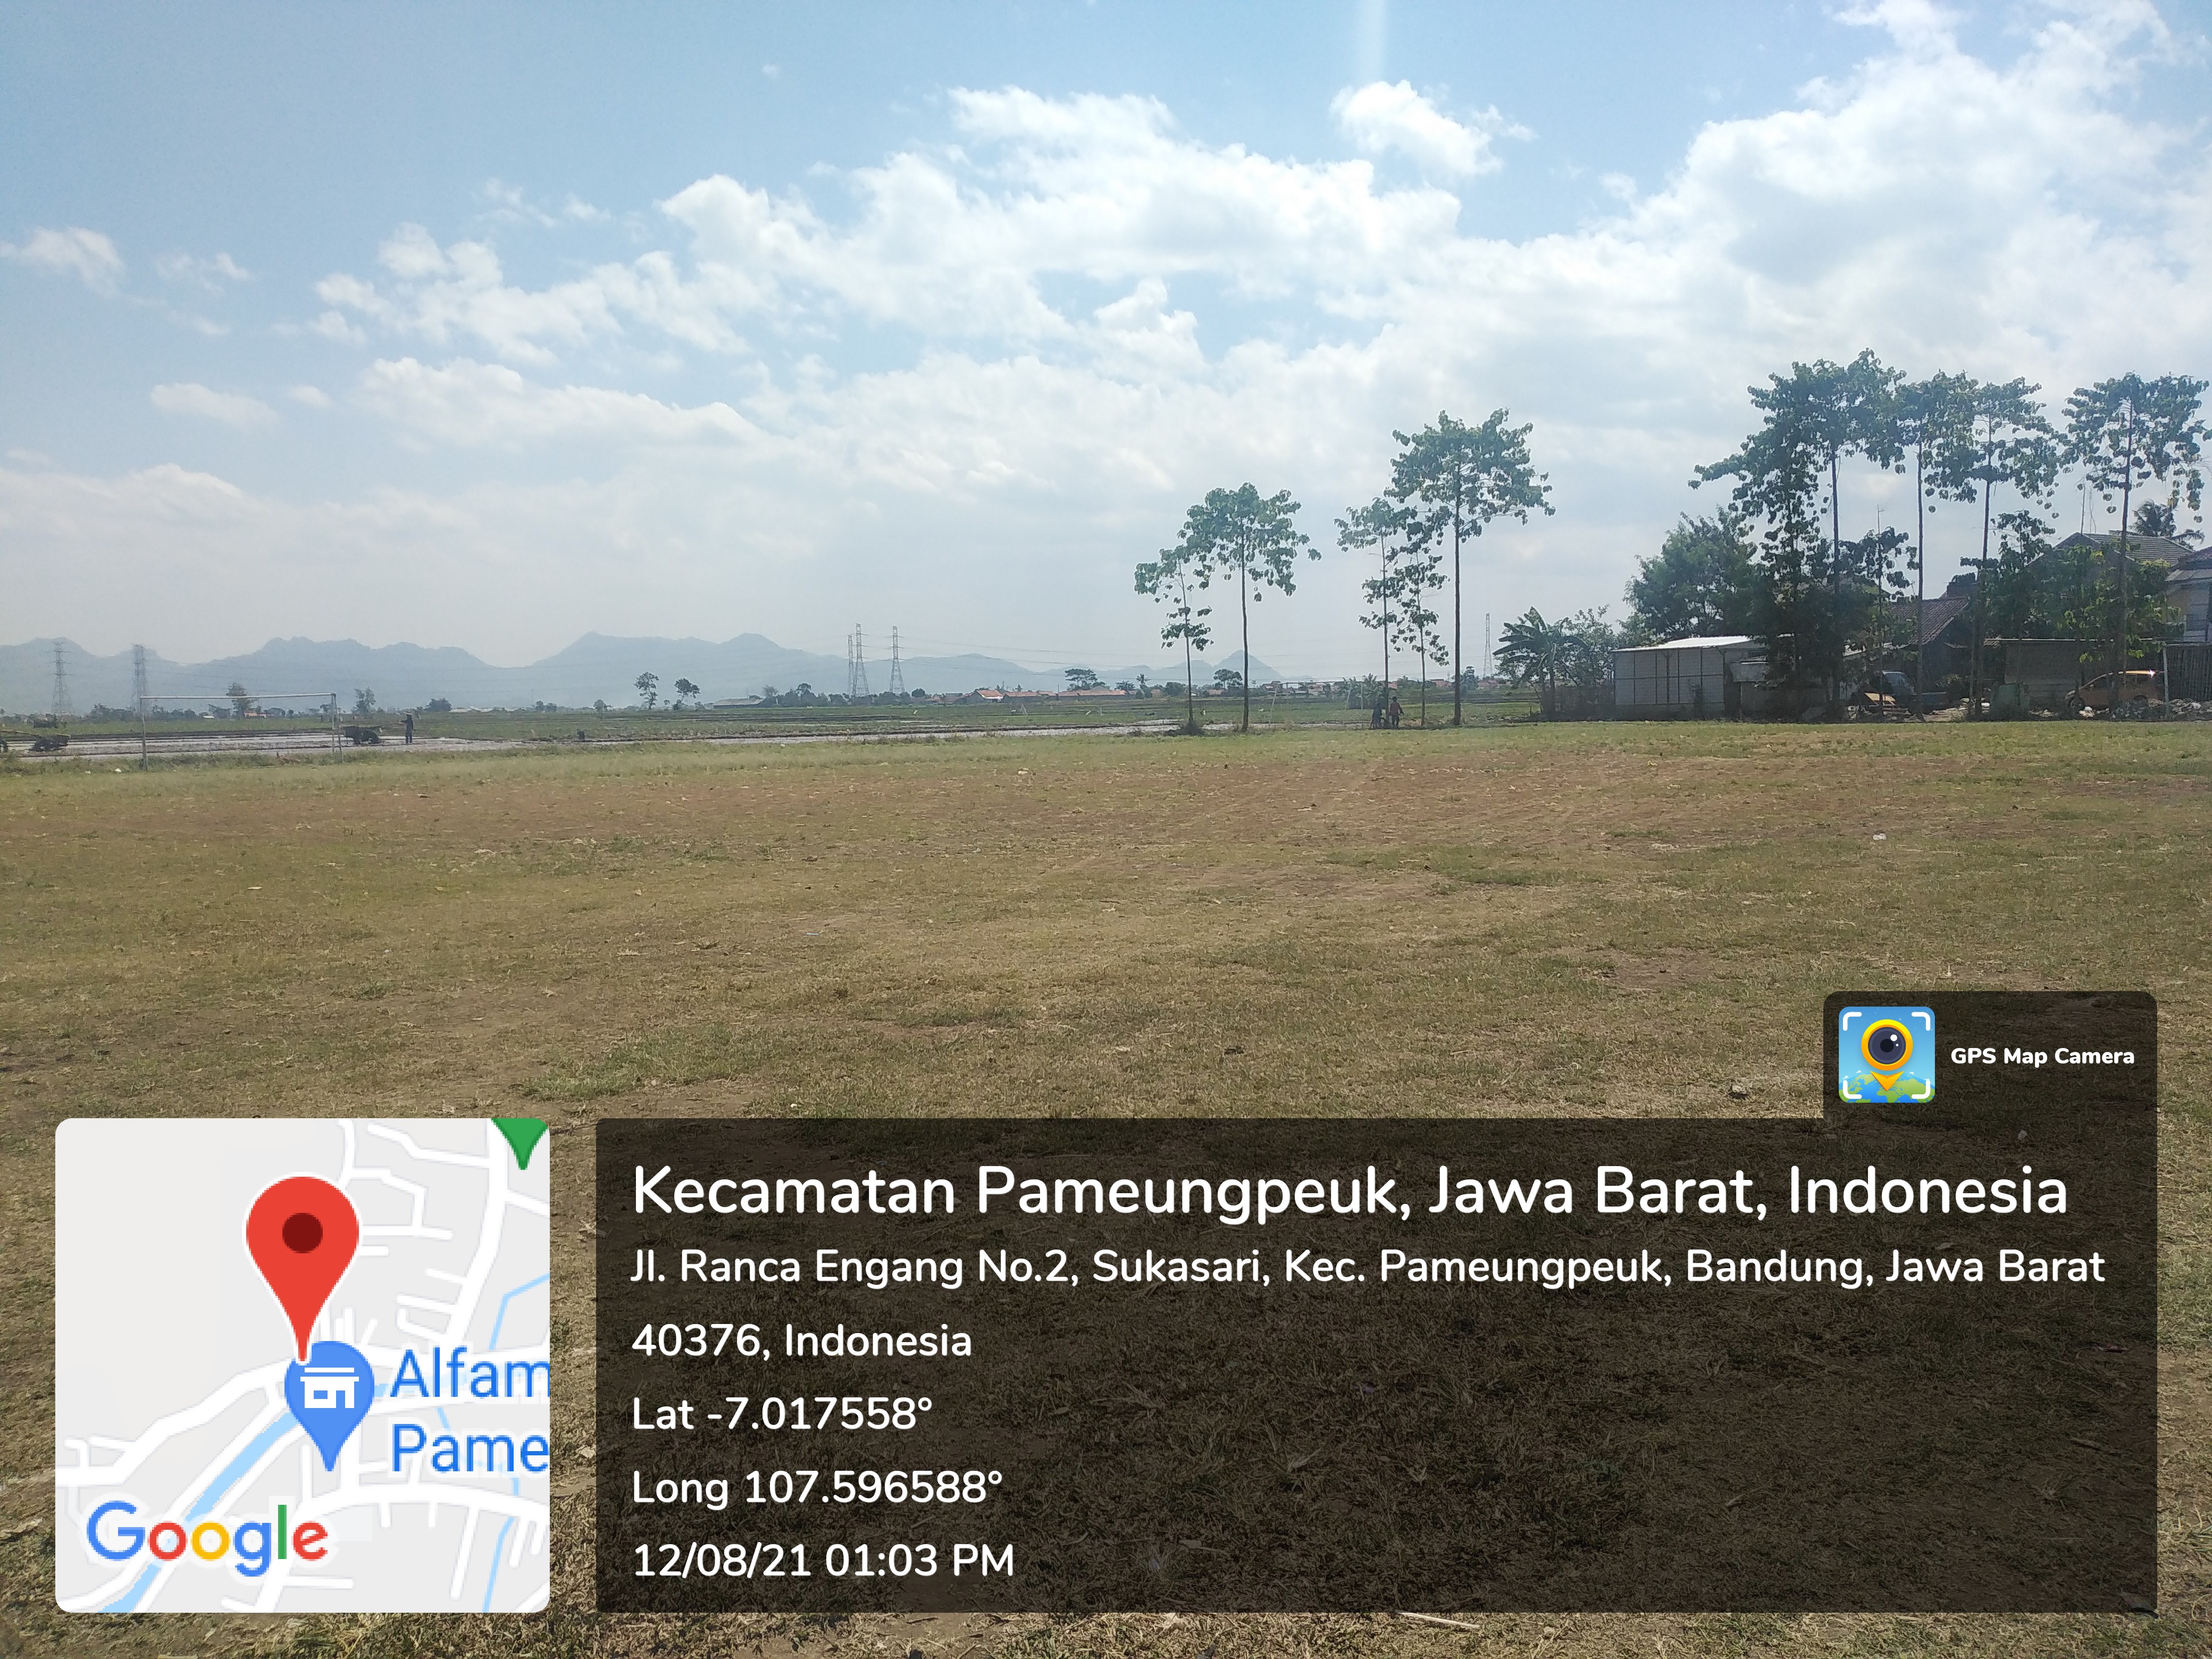 GPS Map Camera
Kecamatan Pameungpeuk, Jawa Barat, Indonesia
Jl. Ranca Engang No.2, Sukasari, Kec. Pameungpeuk, Bandung, Jawa Barat
40376, Indonesia
Lat -7.017558°
Long 107.596588°
12/08/21 01:03 PM
Alfam
Pame
Google